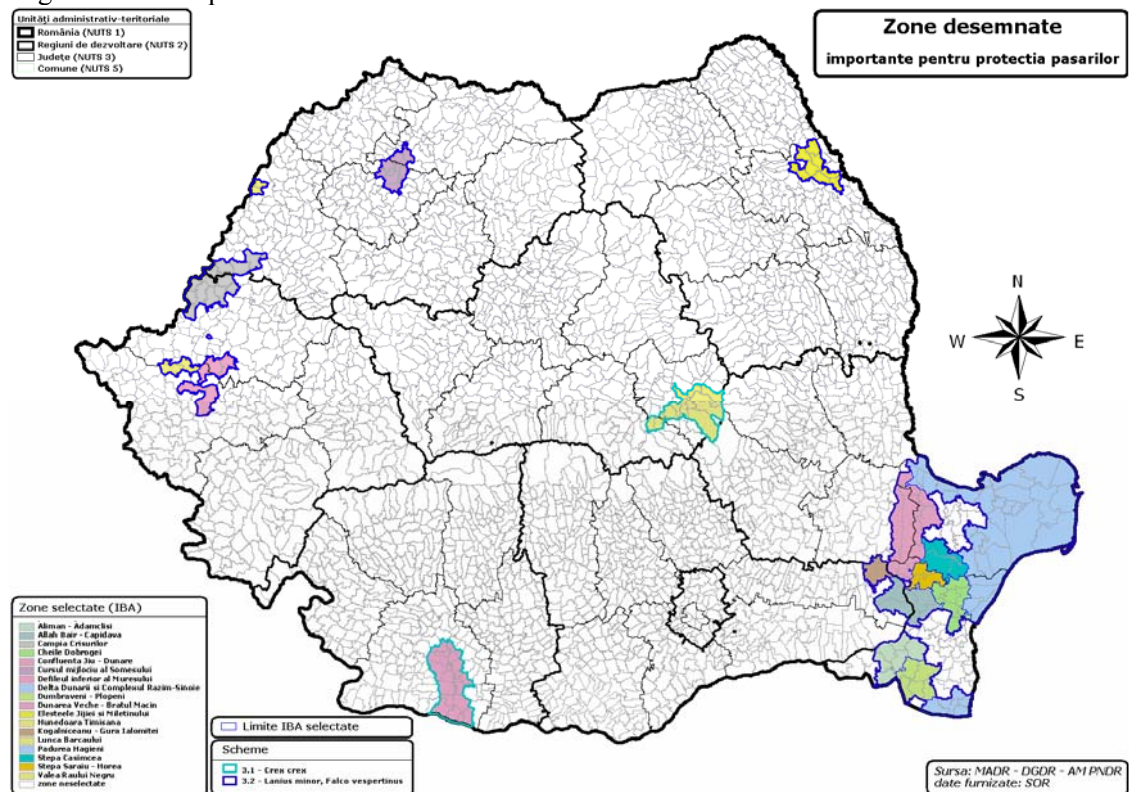 Unități administrativ-teritoriale
România (NUTS 1)
Regiuni de dezvoltare (NUTS 2)
Județe (NUTS 3)
Comune (NUTS 5)
Zone desemnate
importante pentru protectia pasarilor
N
W E
S
Zone selectate (IBA)
Aliman - Adamclisi
Allah Bair - Capidava
Campia Crisurilor
Cheile Dobrogei
Confluenta Jiu - Dunare
Cursul mijlociu al Somesului
Defileul inferior al Muresului
Delta Dunarii si Complexul Razim-Sinoie
Dumbraveni - Plopeni
Dunarea Veche - Bratul Macin
Elesteele Jijiei si Miletinului
Hunedoara Timisana
Kogalniceanu - Gura Ialomitei
Lunca Barcaului
Padurea Hagieni
Stepa Casimcea
Stepa Saraiu - Horea
Valea Raului Negru
zone neselectate
Limite IBA selectate
Scheme
3.1 - Crex crex
3.2 - Lanius minor, Falco vespertinus
Sursa: MADR - DGDR - AM PNDR
date furnizate: SOR